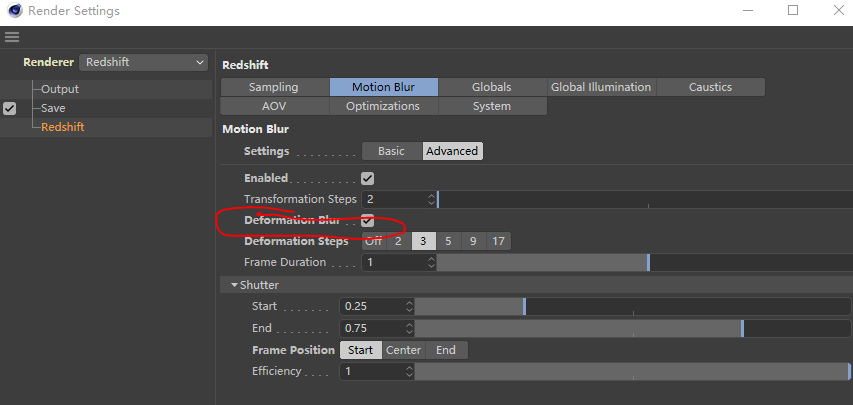 Render Settings
Renderer Redshift
Output
Save
Redshift
Redshift
Sampling Motion Blur Globals Global Illumination Caustics
AOV Optimizations System
Motion Blur
Settings . . . . . . . . . Basic Advanced
Enabled . . . . . . . . . .
Transformation Steps 2
Deformation Blur . .
Deformation Steps Off 2 3 5 9 17
Frame Duration . . . . 1
Shutter
Start . . . . . . . 0.25
End . . . . . . . . 0.75
Frame Position Start Center End
Efficiency . . . . 1